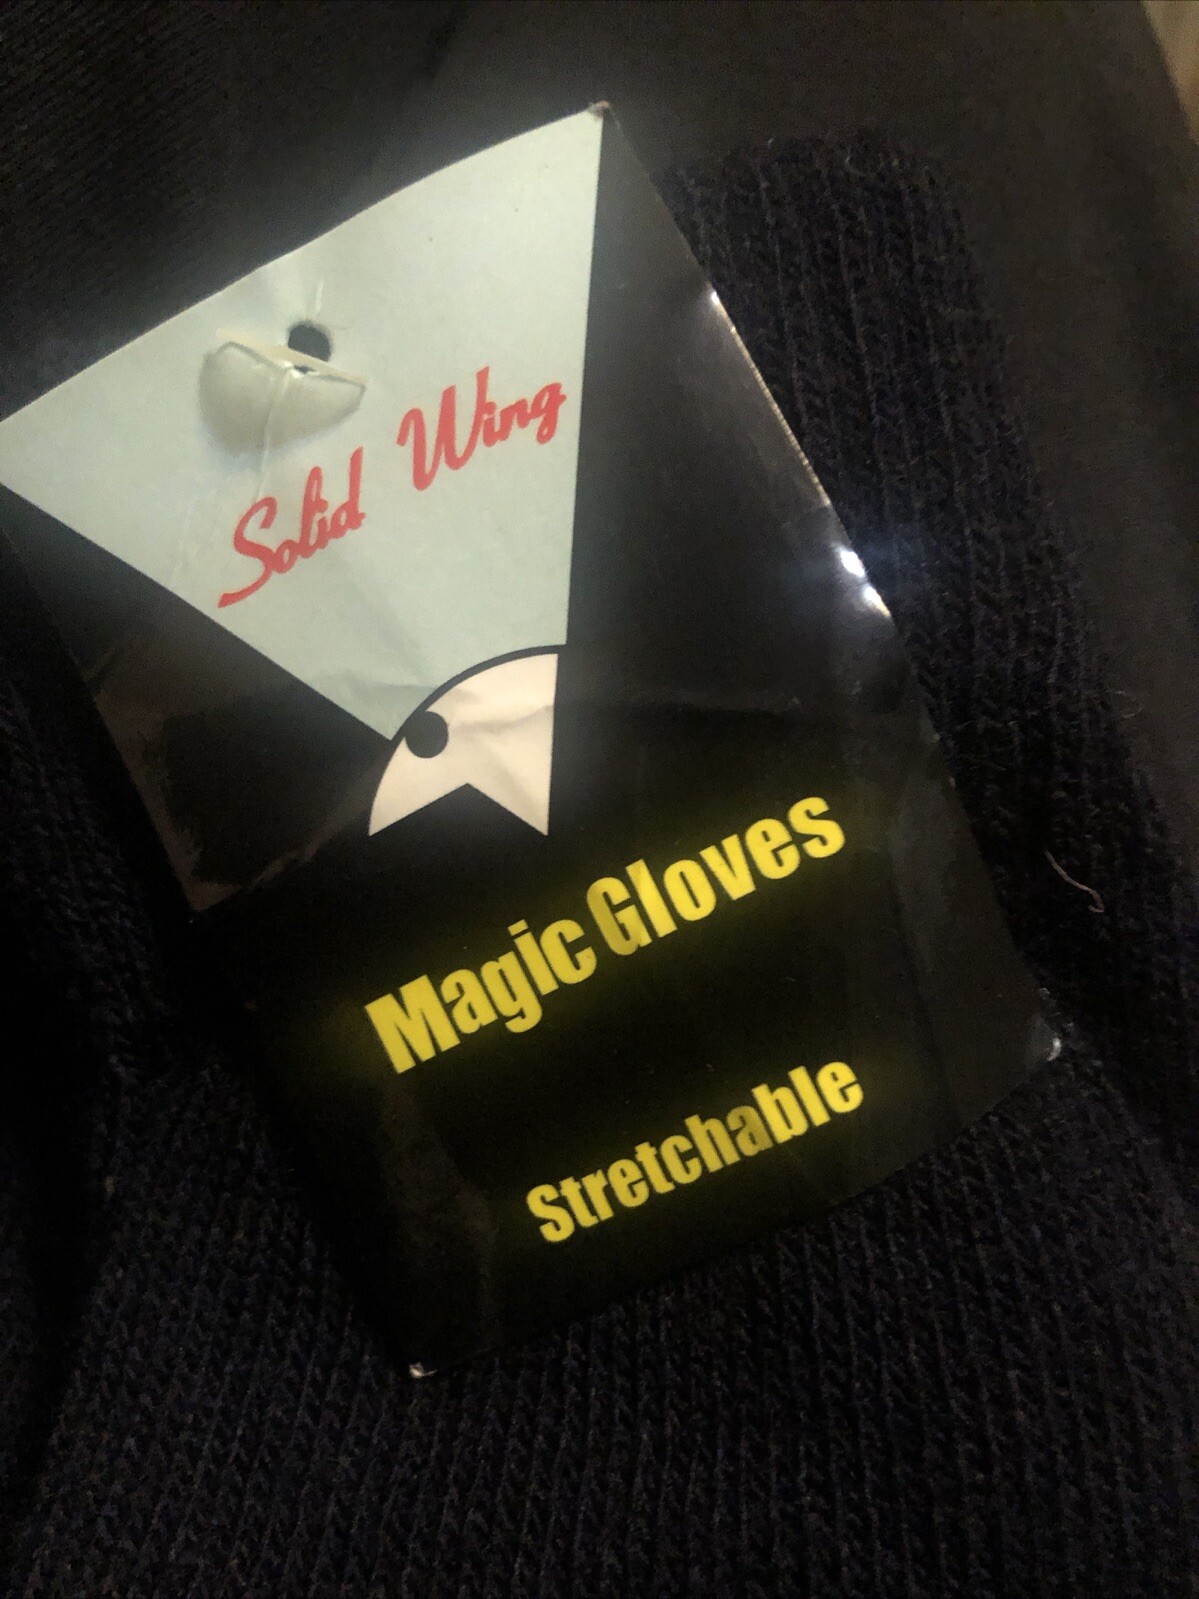 Solid Wing
Magic Gloves
Stretchable